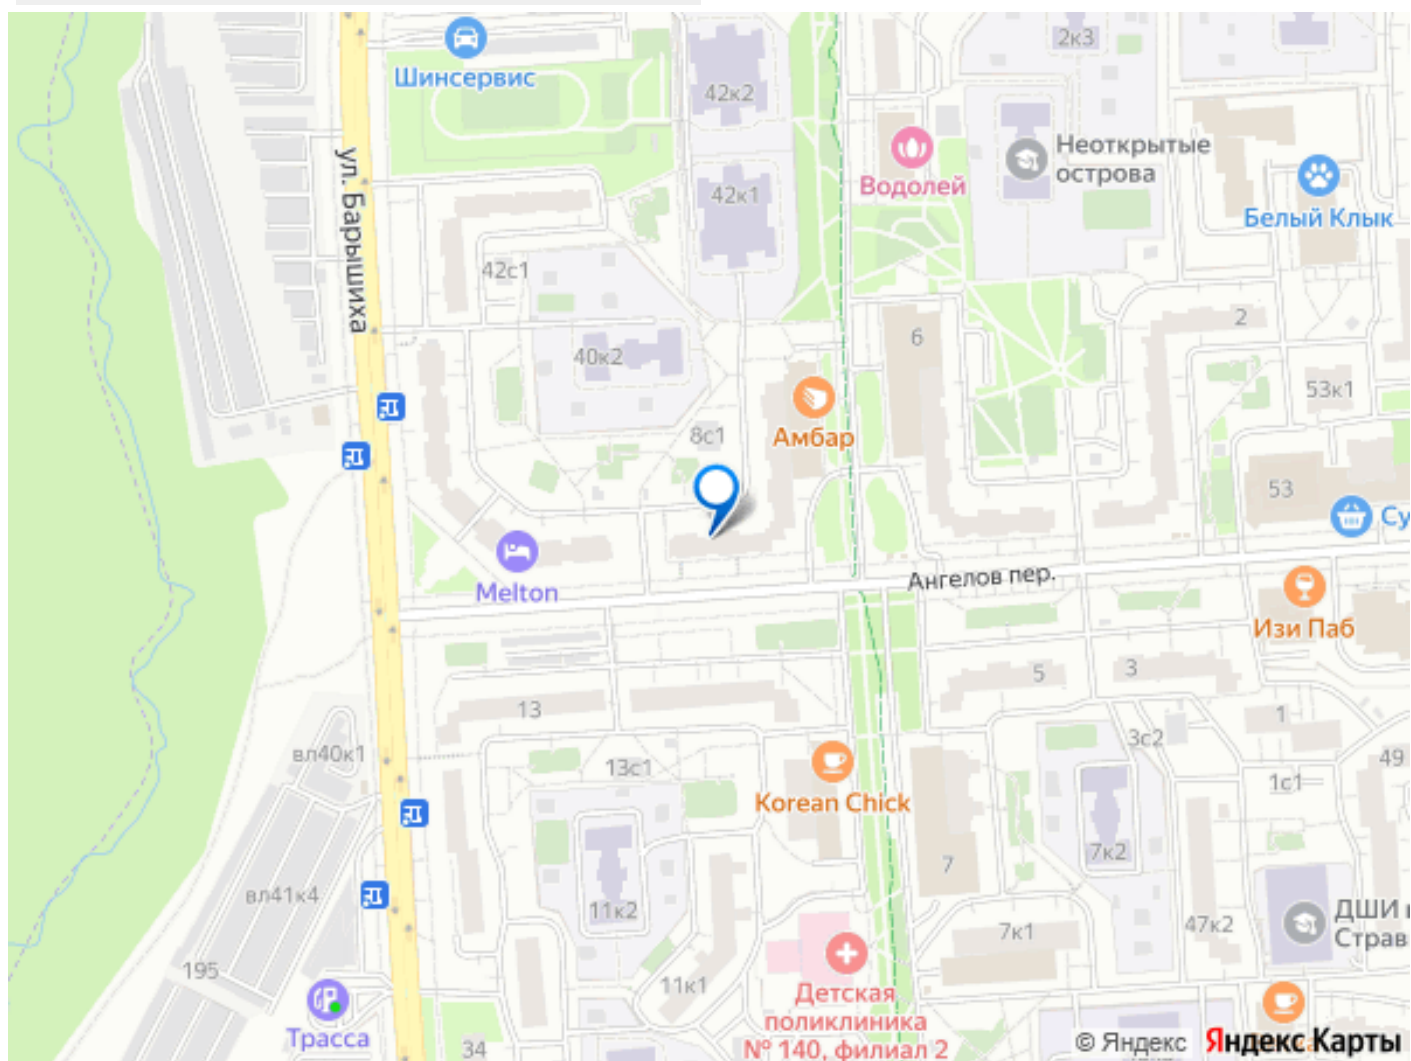 2к3
Шинсервис
42к2
Неоткрытые
острова
Водолей
ул. Барышиха
42к1
Белый Клык
42с1
6
2
40к2
53к1
Амбар
8с1
53
Су
Melton
Ангелов пер.
Изи Паб
5
3
13
1
3с2
вл40к1
13с1
49
1с1
Korean Chick
7
7к2
вл41к4
11к2
7к1
47к2
ДШИ
Страв
195
11к1
Детская
поликлиника
№ 140, филиал 2
Трасса
34
© Яндекс
Яндекс Карты